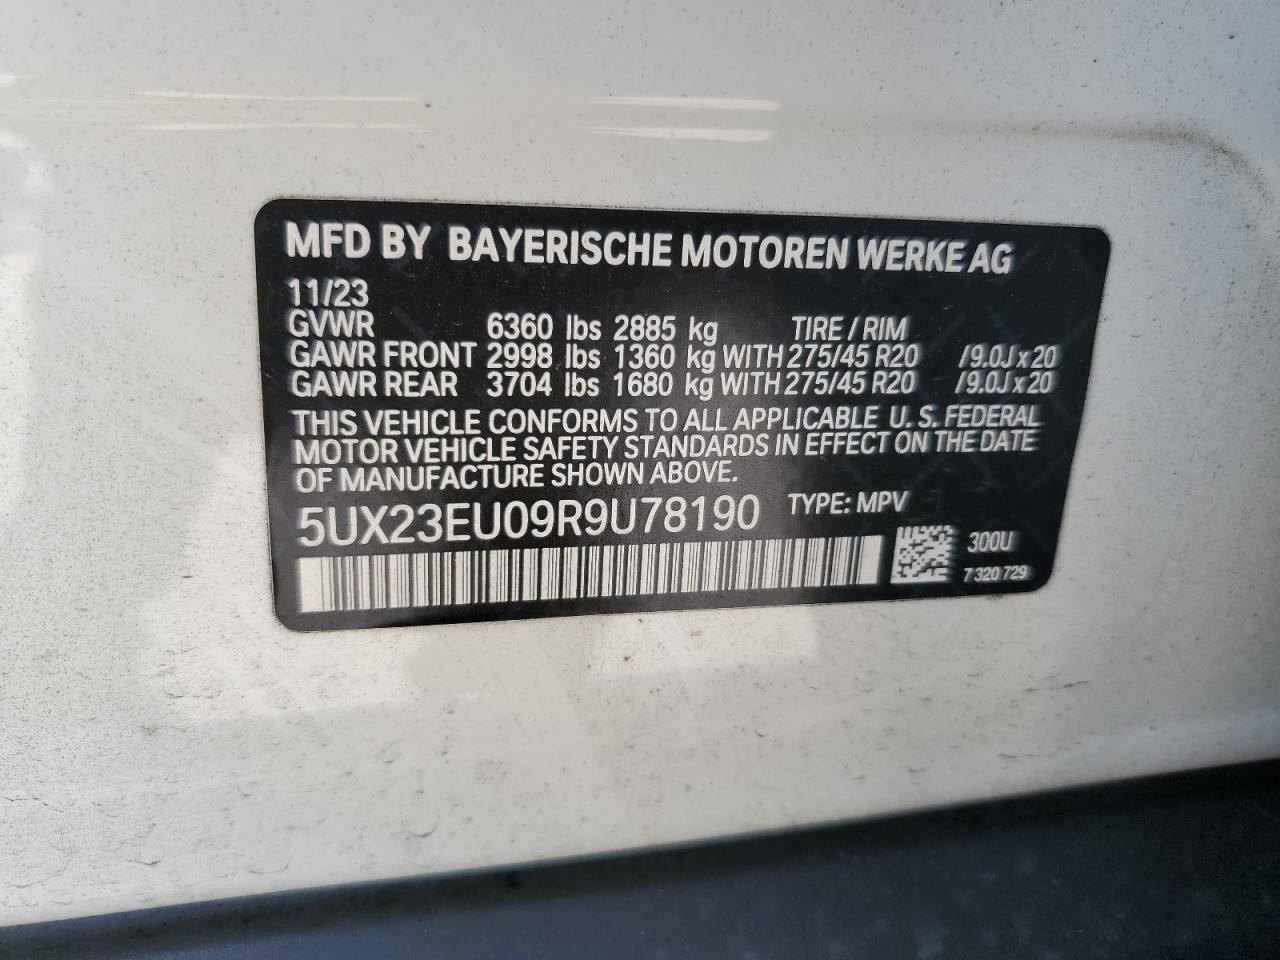 MFD BY BAYERISCHE MOTOREN WERKE AG
11/23
GVWR 6360 lbs 2885 kg TIRE / RIM
GAWR FRONT 2998 lbs 1360 kg WITH 275/45 R20 /9.0J x 20
GAWR REAR 3704 lbs 1680 kg WITH 275/45 R20 /9.0J x 20
THIS VEHICLE CONFORMS TO ALL APPLICABLE U. S. FEDERAL
MOTOR VEHICLE SAFETY STANDARDS IN EFFECT ON THE DATE
OF MANUFACTURE SHOWN ABOVE.
5UX23EU09R9U78190 TYPE: MPV
300U
7 320 729